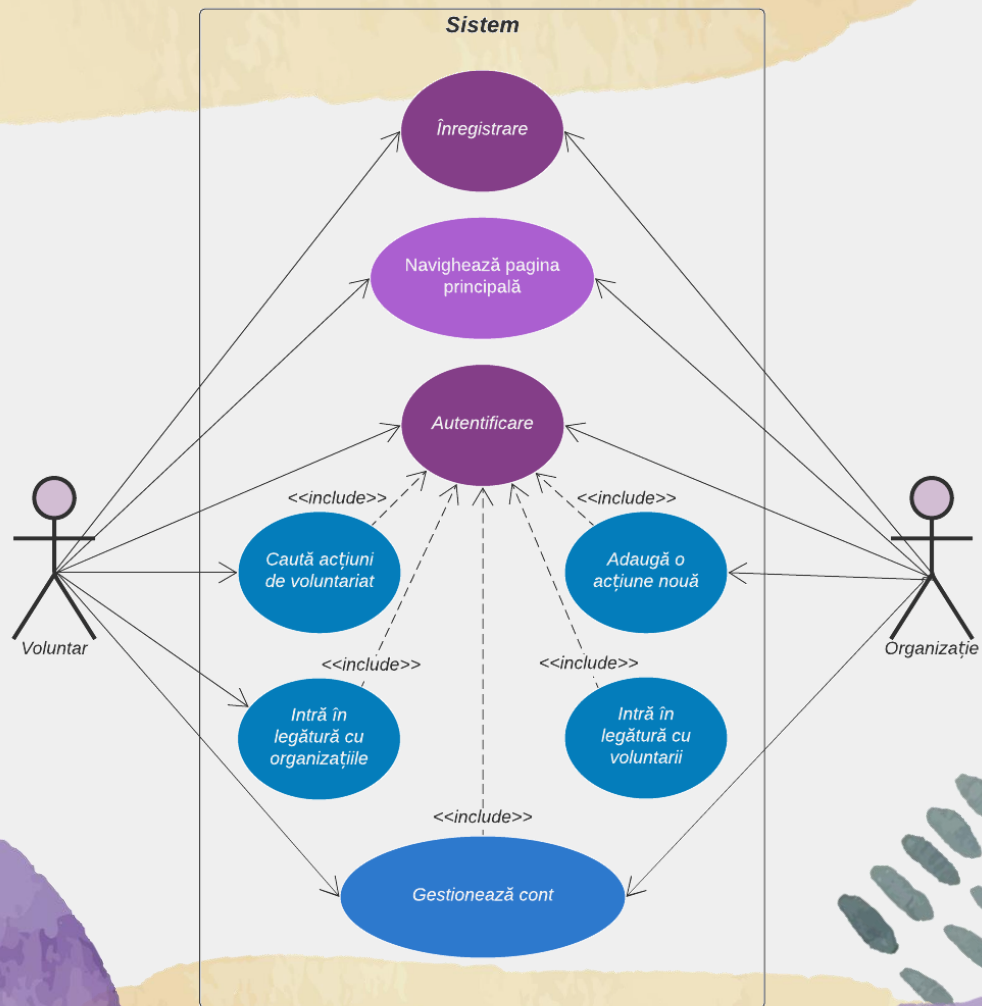 Sistem
Înregistrare
Navighează pagina
principală
Autentificare
<<include>>
<<include>>
Caută acțiuni
de voluntariat
Adaugă o
acțiune nouă
Voluntar
Organizație
<<include>>
<<include>>
Intră în
legătură cu
organizațiile
Intră în
legătură cu
voluntarii
<<include>>
Gestionează cont